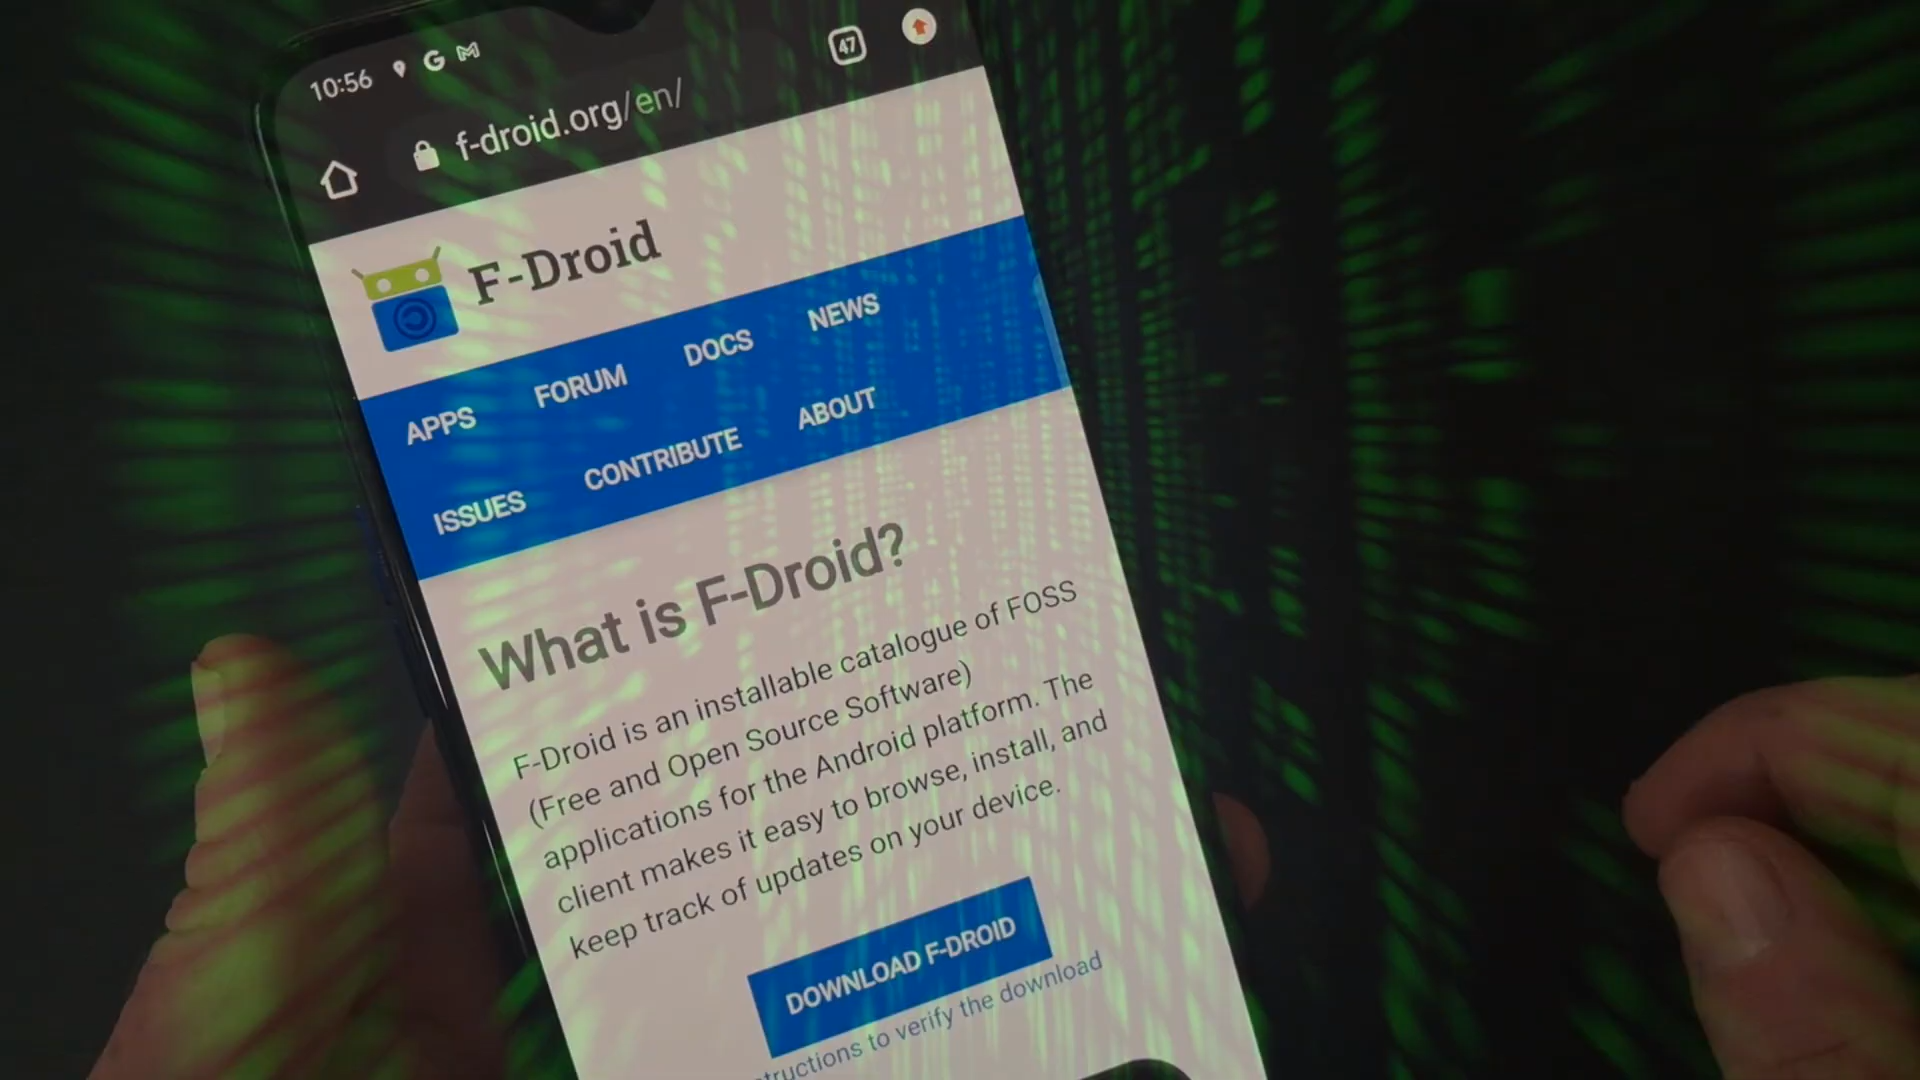 10:56
47
f-droid.org/en/
F-Droid
APPS FORUM DOCS NEWS
ISSUES CONTRIBUTE ABOUT
What is F-Droid?
F-Droid is an installable catalogue of FOSS
(Free and Open Source Software)
applications for the Android platform. The
client makes it easy to browse, install, and
keep track of updates on your device.
DOWNLOAD F-DROID
to verify the download